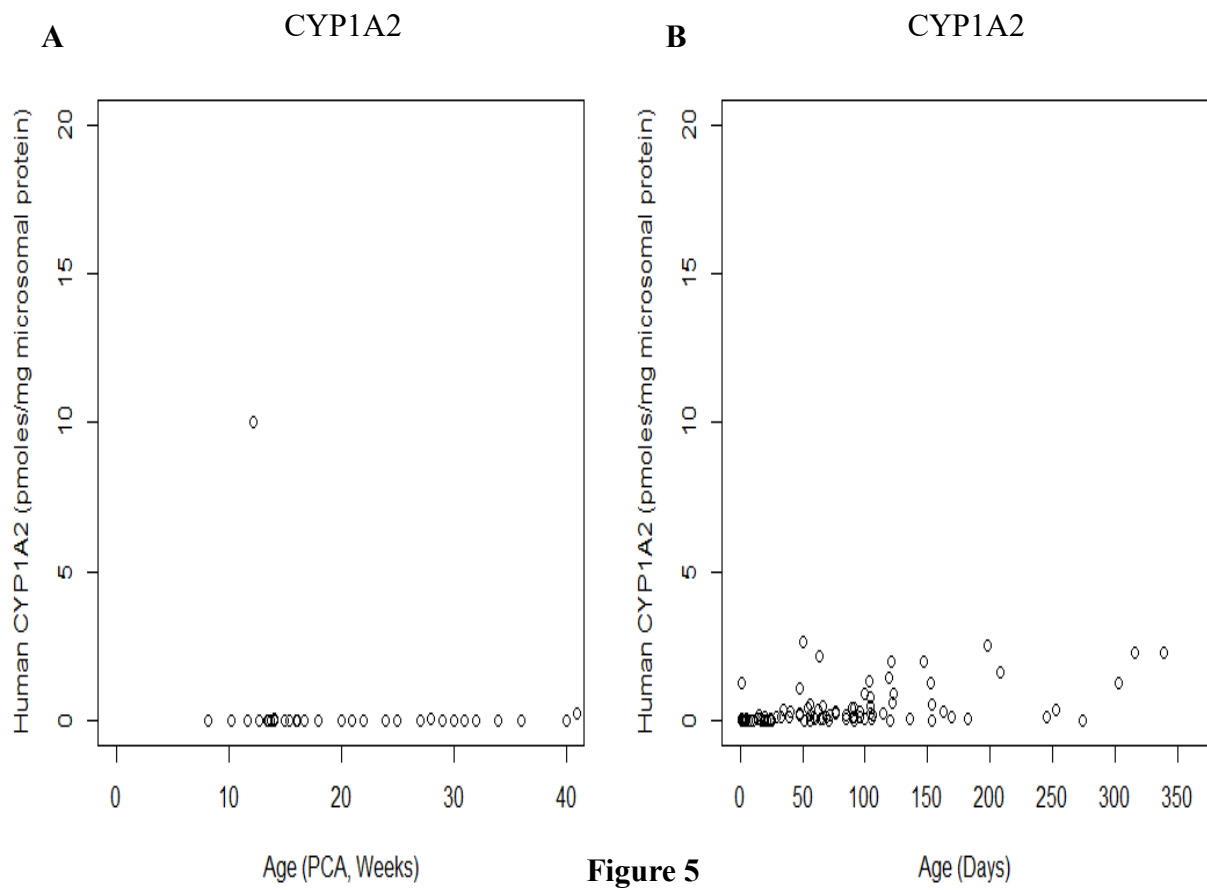 A
CYP1A2
Human CYP1A2 (pmoles/mg microsomal protein)
20
15
10
5
0
0 10 20 30 40
Age (PCA, Weeks)
B
CYP1A2
Human CYP1A2 (pmoles/mg microsomal protein)
20
15
10
5
0
0 50 100 150 200 250 300 350
Age (Days)
Figure 5